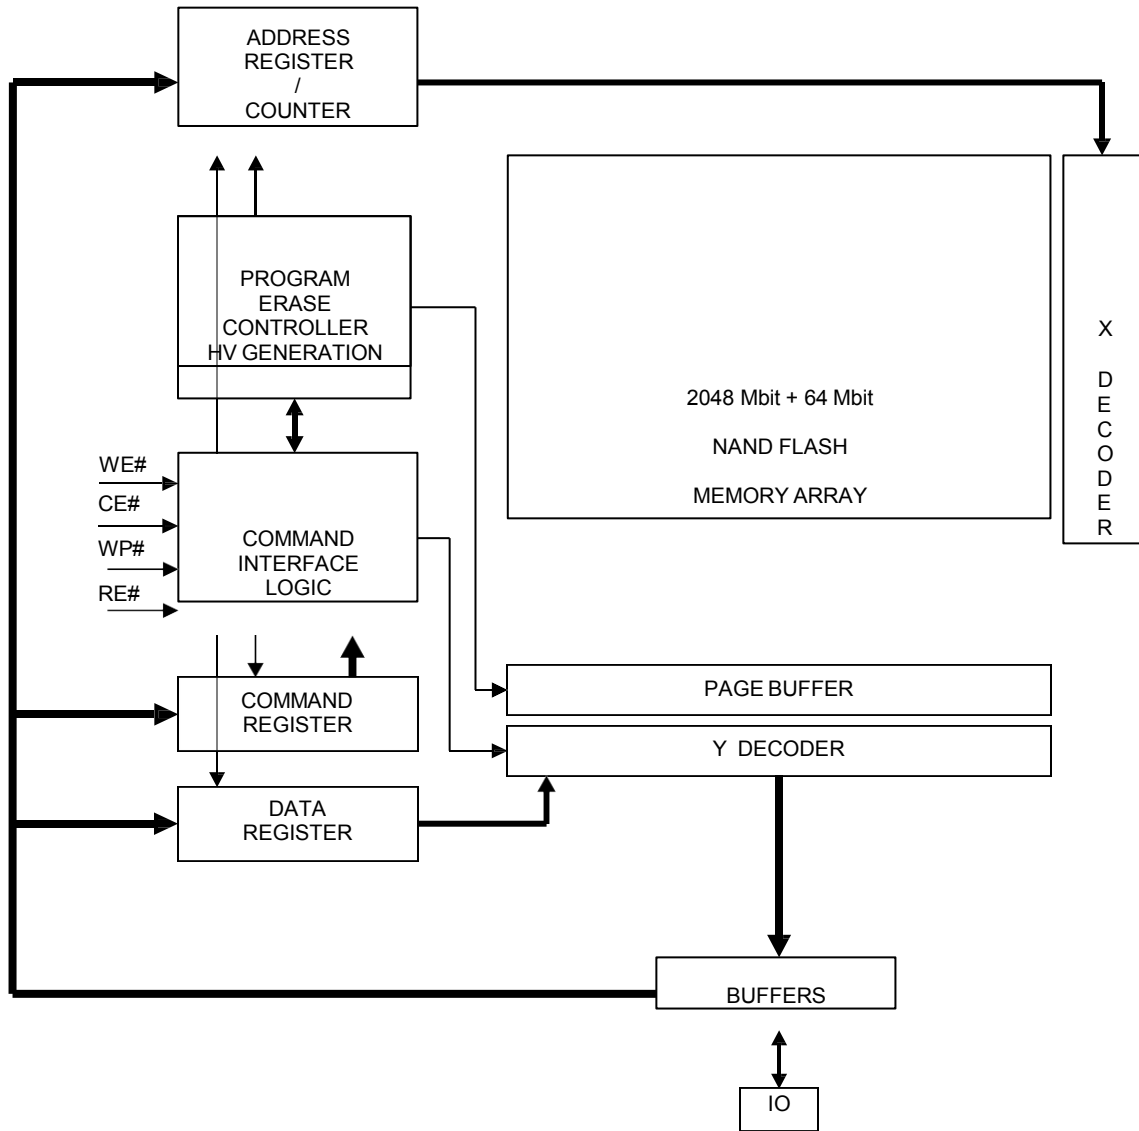 ADDRESS
REGISTER
/
COUNTER
PROGRAM
ERASE
CONTROLLER
HV GENERATION
2048 Mbit + 64 Mbit
NAND FLASH
MEMORY ARRAY
X DECODER
WE#
CE#
WP#
RE#
COMMAND
INTERFACE
LOGIC
COMMAND
REGISTER
PAGE BUFFER
Y DECODER
DATA
REGISTER
BUFFERS
IO